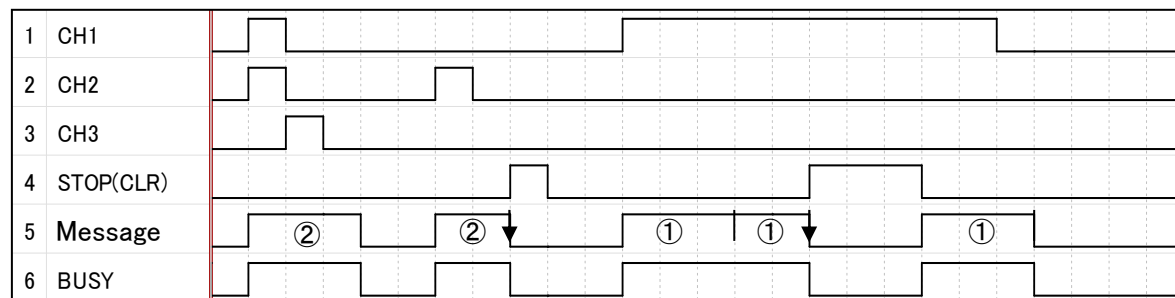 1 CH1
2 CH2
3 CH3
4 STOP(CLR)
5 Message ② ② ① ① ①
6 BUSY